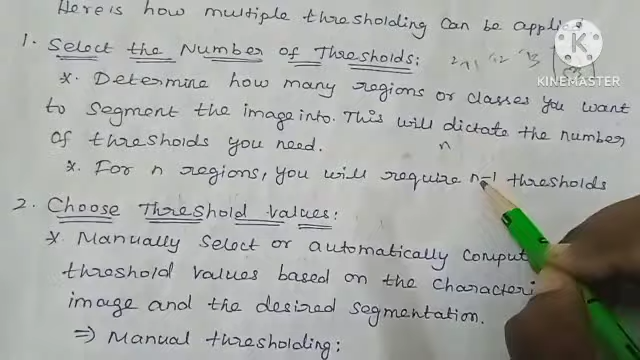 Here is how multiple thresholding can be applied
1. Select the Number of Thresholds:
* Determine how many regions or classes you want
to segment the image into. This will dictate the number
of thresholds you need.
n
* For n regions, you will require n-1 thresholds
2. Choose Threshold Values:
* Manually select or automatically comput
threshold values based on the characteri
image and the desired segmentation.
⇒ Manual thresholding:
KINEMASTER